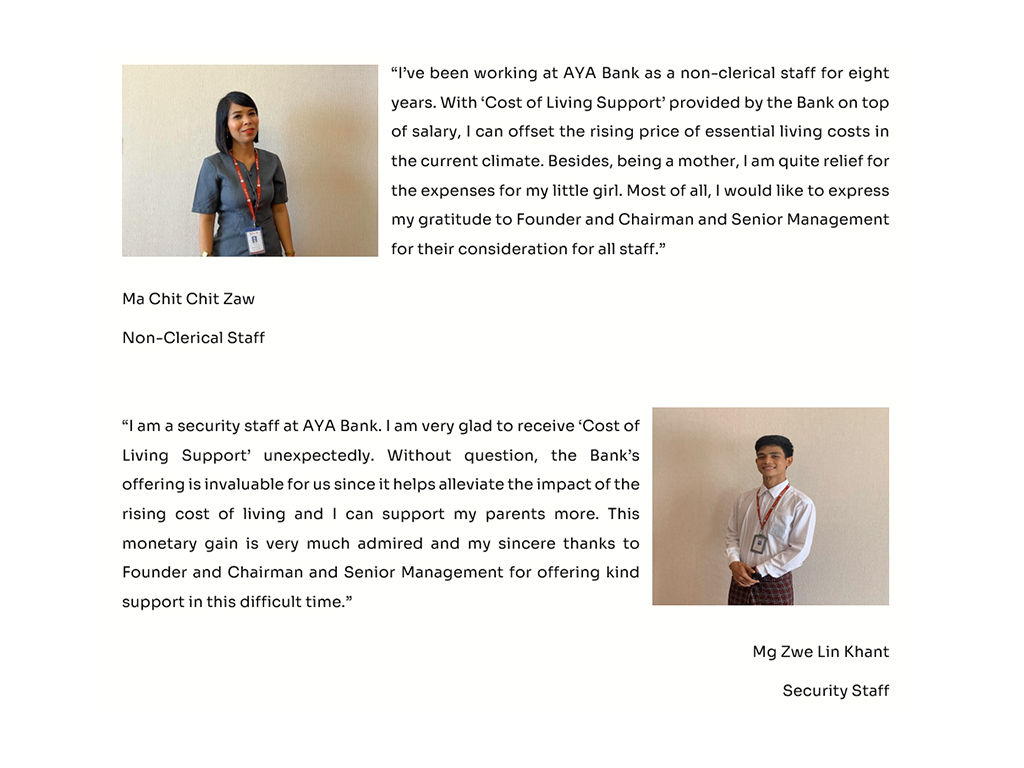 “I’ve been working at AYA Bank as a non-clerical staff for eight
years. With ‘Cost of Living Support’ provided by the Bank on top
of salary, I can offset the rising price of essential living costs in
the current climate. Besides, being a mother, I am quite relief for
the expenses for my little girl. Most of all, I would like to express
my gratitude to Founder and Chairman and Senior Management
for their consideration for all staff.”
Ma Chit Chit Zaw
Non-Clerical Staff
“I am a security staff at AYA Bank. I am very glad to receive ‘Cost of
Living Support’ unexpectedly. Without question, the Bank’s
offering is invaluable for us since it helps alleviate the impact of the
rising cost of living and I can support my parents more. This
monetary gain is very much admired and my sincere thanks to
Founder and Chairman and Senior Management for offering kind
support in this difficult time.”
Mg Zwe Lin Khant
Security Staff